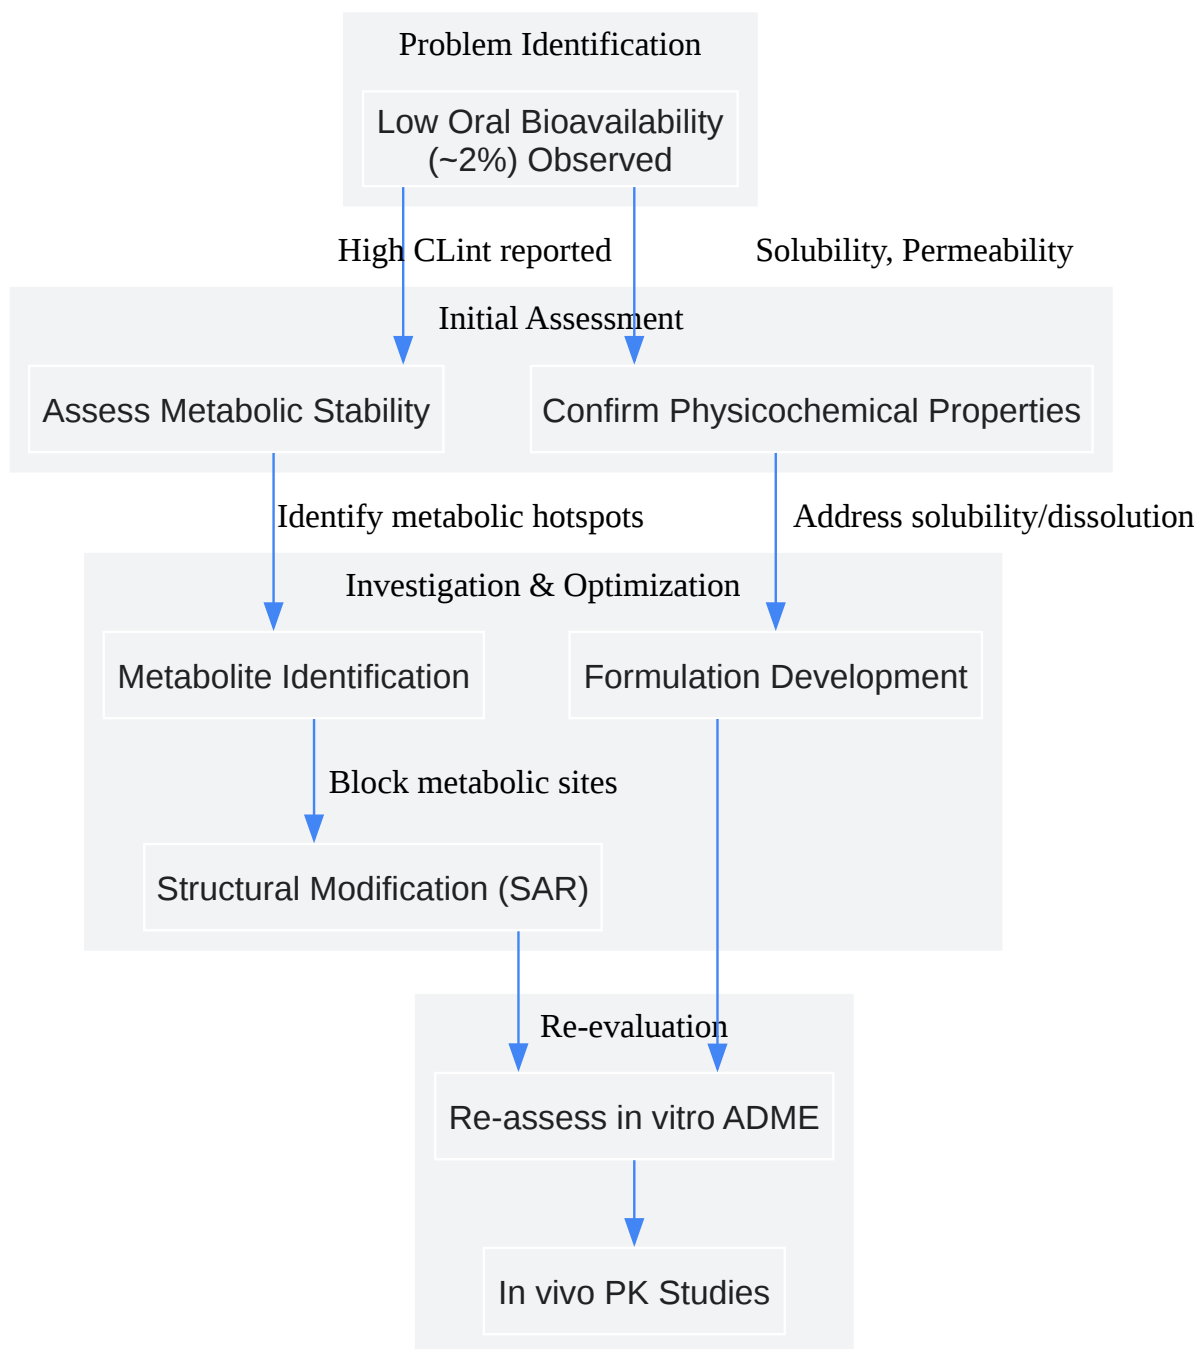 Problem Identification
Low Oral Bioavailability
(~2%) Observed
High CLint reported
Solubility, Permeability
Initial Assessment
Assess Metabolic Stability
Confirm Physicochemical Properties
Identify metabolic hotspots
Address solubility/dissolution
Investigation & Optimization
Metabolite Identification
Formulation Development
Block metabolic sites
Structural Modification (SAR)
Re-evaluation
Re-assess in vitro ADME
In vivo PK Studies